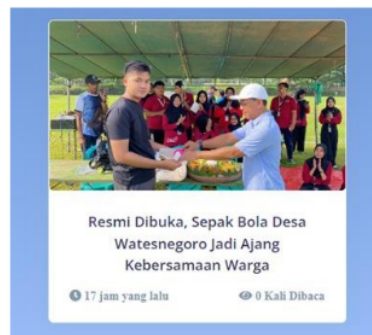 Resmi Dibuka, Sepak Bola Desa
Watesnegoro Jadi Ajang
Kebersamaan Warga
17 jam yang lalu
0 Kali Dibaca